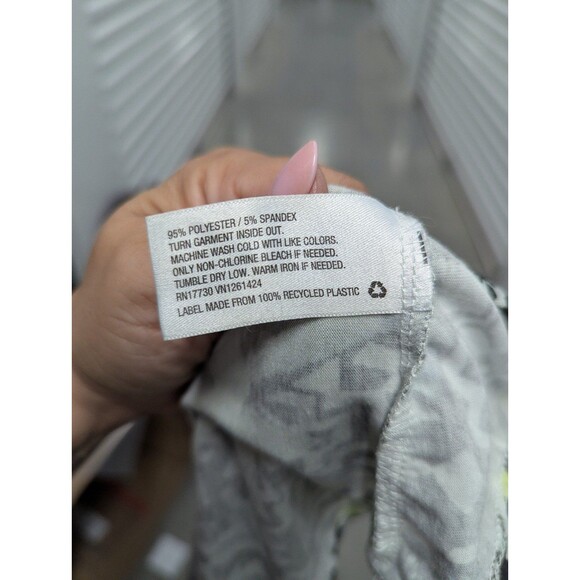 95% POLYESTER / 5% SPANDEX
TURN GARMENT INSIDE OUT.
MACHINE WASH COLD WITH LIKE COLORS.
ONLY NON-CHLORINE BLEACH IF NEEDED.
TUMBLE DRY LOW. WARM IRON IF NEEDED.
RN17730 VN1261424
LABEL MADE FROM 100% RECYCLED PLASTIC